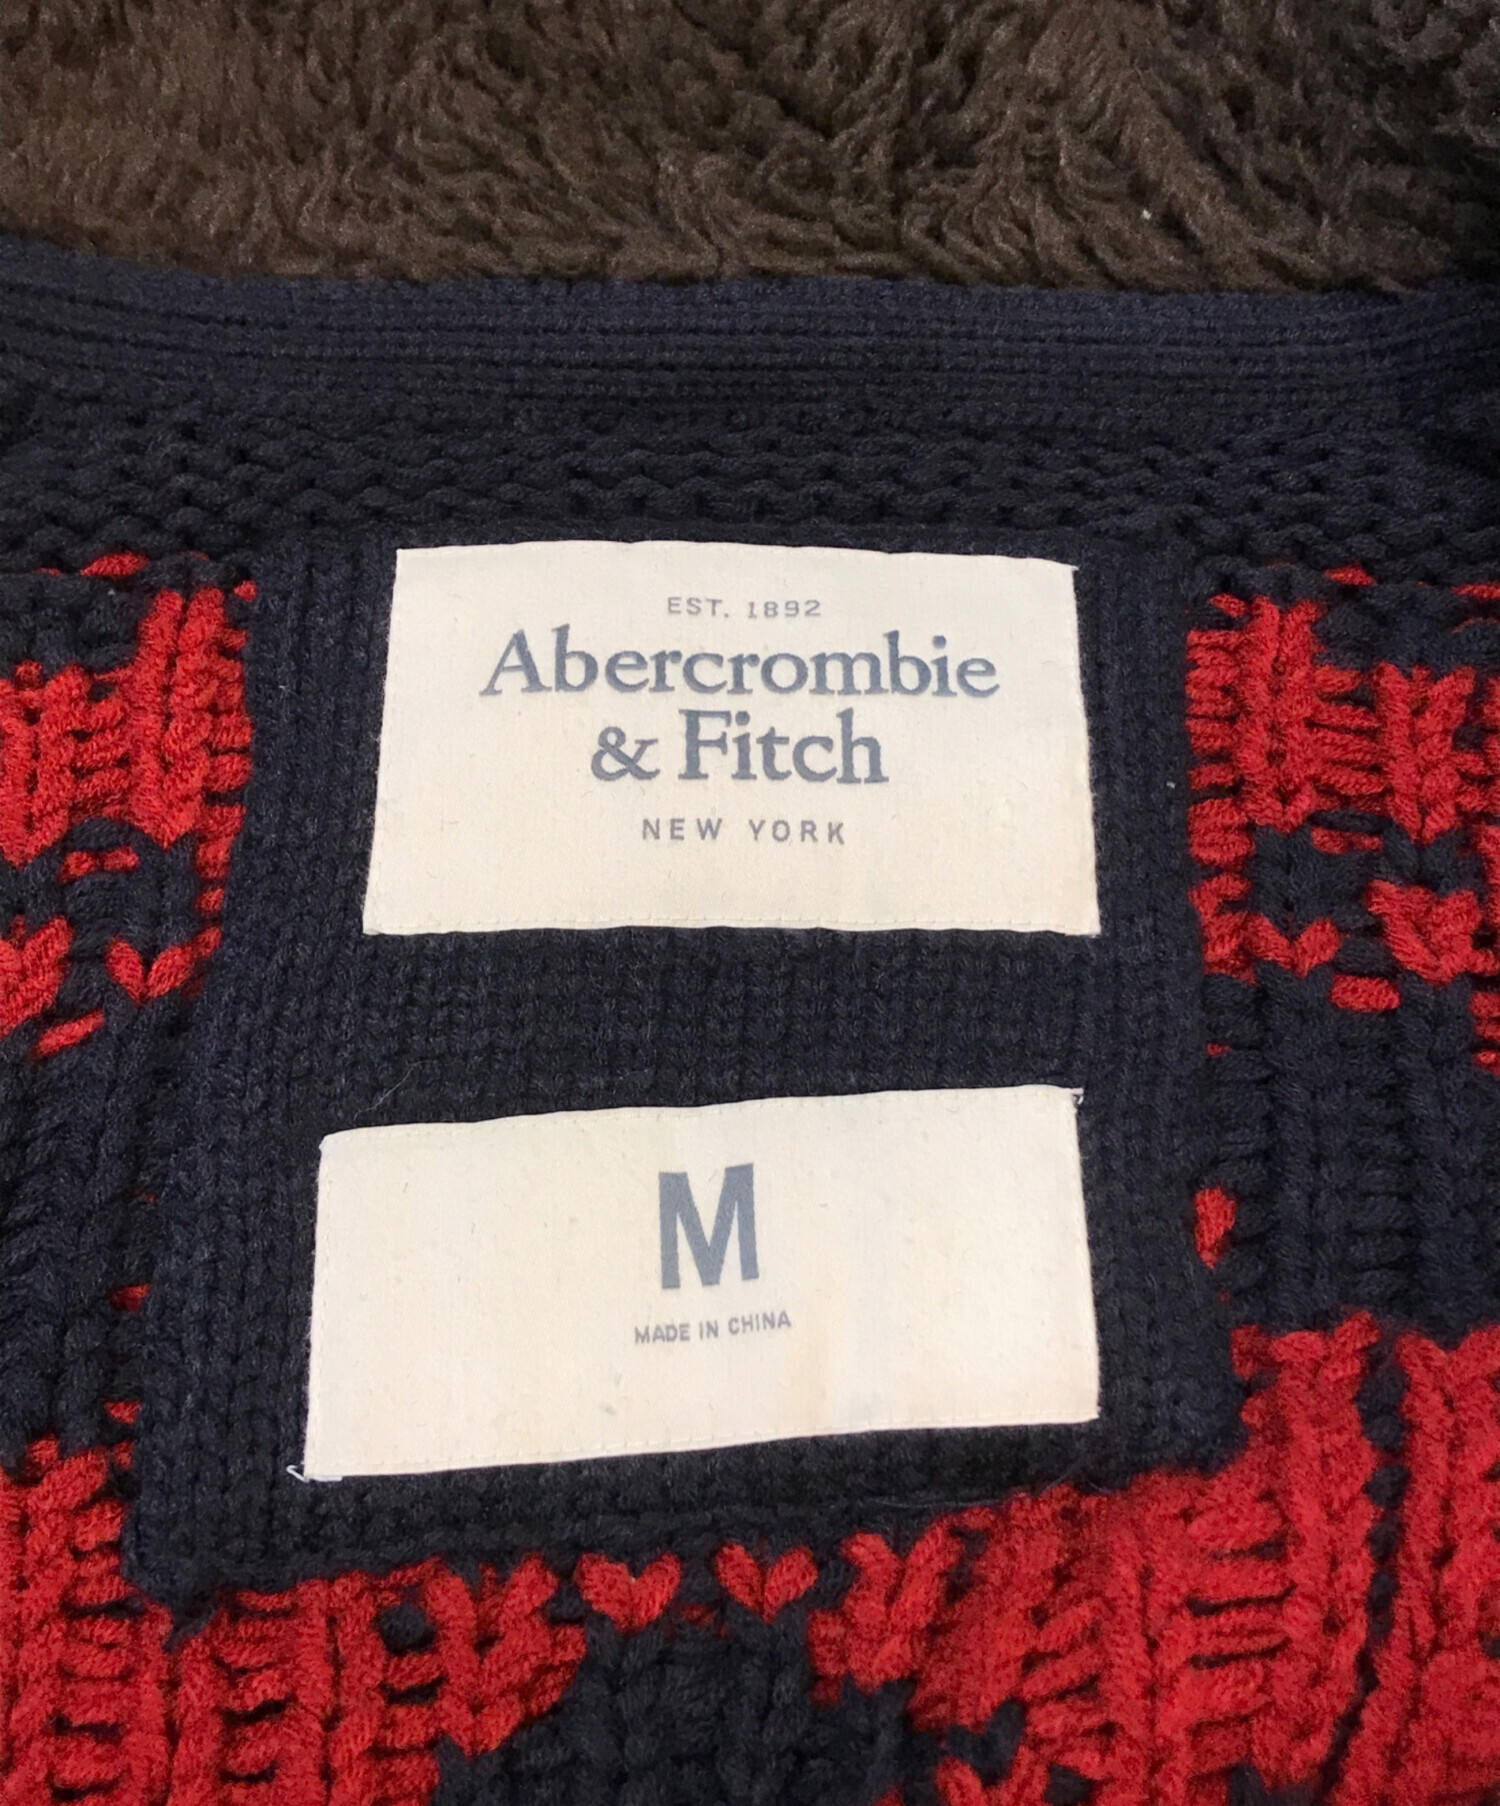 EST. 1892
Abercrombie
& Fitch
NEW YORK
M
MADE IN CHINA